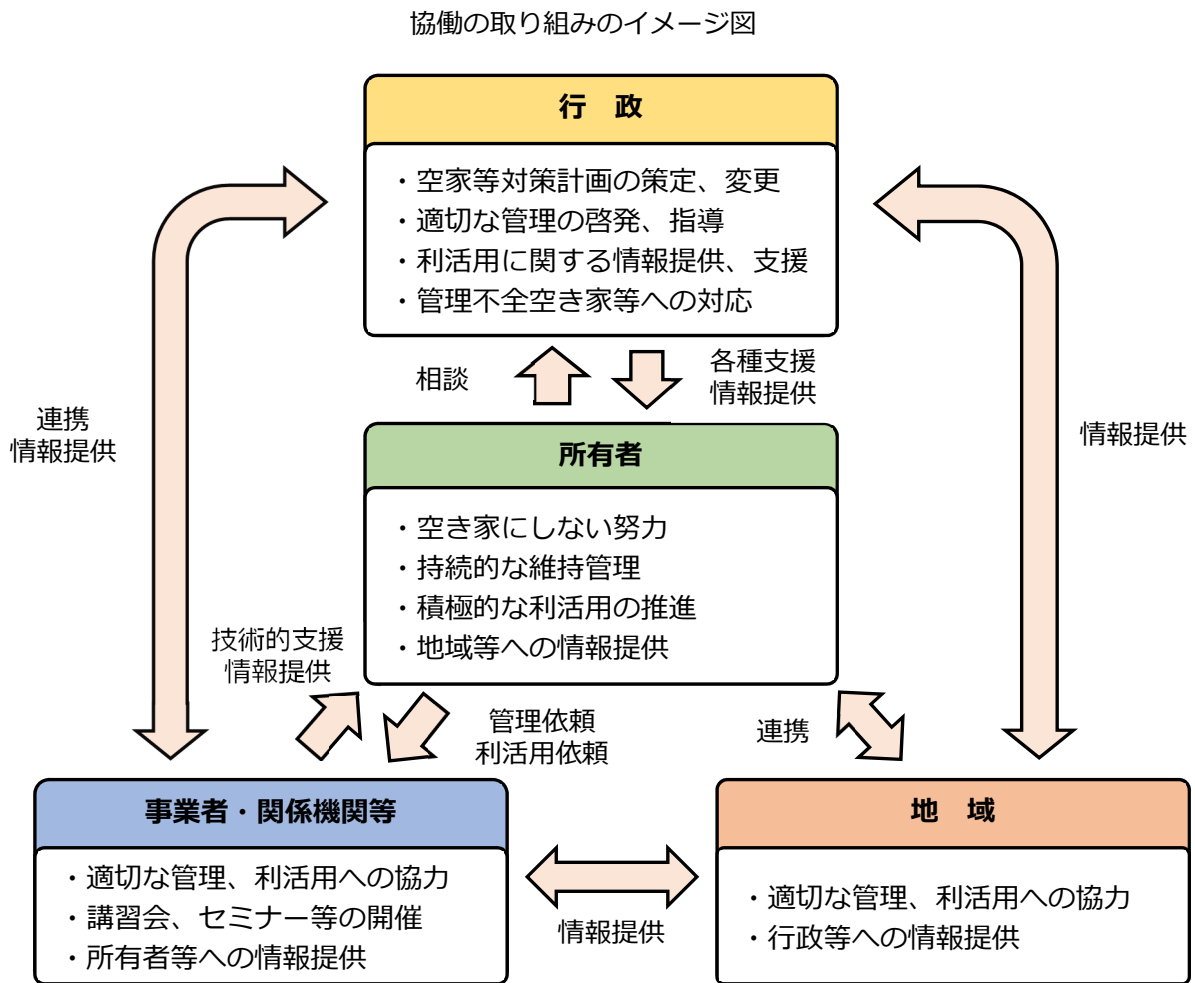 協働の取り組みのイメージ図
行　政
・空家等対策計画の策定、変更
・適切な管理の啓発、指導
・利活用に関する情報提供、支援
・管理不全空き家等への対応
相談
各種支援
情報提供
連携
情報提供
情報提供
所有者
・空き家にしない努力
・持続的な維持管理
・積極的な利活用の推進
・地域等への情報提供
技術的支援
情報提供
管理依頼
利活用依頼
連携
事業者・関係機関等
・適切な管理、利活用への協力
・講習会、セミナー等の開催
・所有者等への情報提供
情報提供
地　域
・適切な管理、利活用への協力
・行政等への情報提供